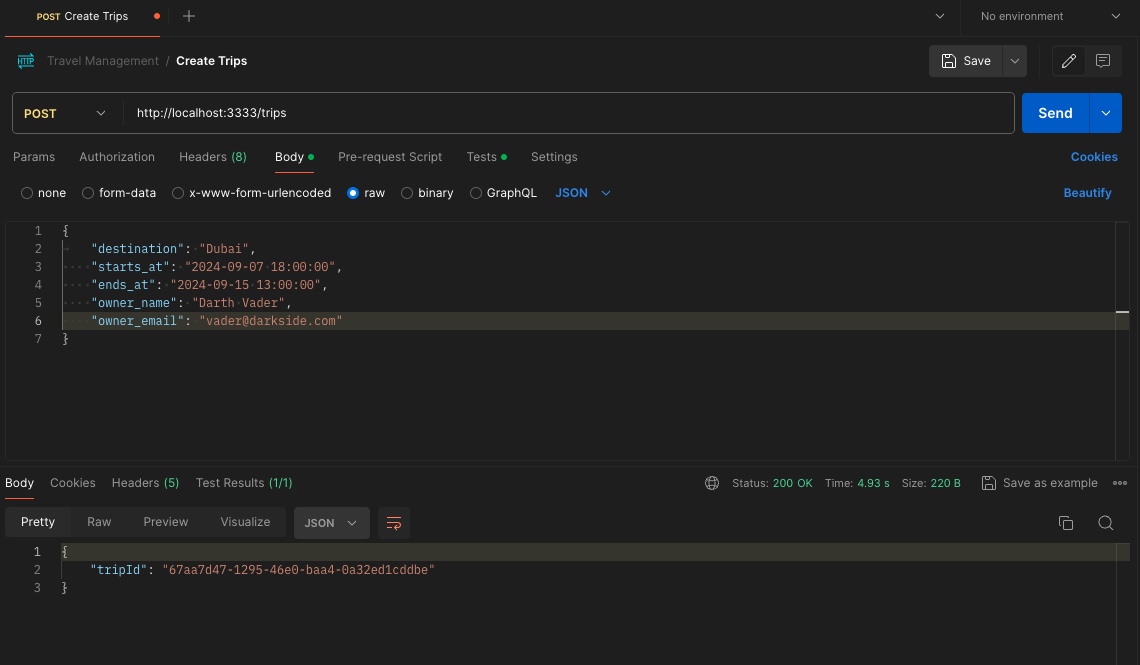 POST Create Trips
No environment
HTTP Travel Management / Create Trips
Save
POST http://localhost:3333/trips
Send
Params Authorization Headers (8) Body Pre-request Script Tests Settings Cookies
none form-data x-www-form-urlencoded raw binary GraphQL JSON Beautify
1 {
2 "destination": "Dubai",
3 "starts_at": "2024-09-07 18:00:00",
4 "ends_at": "2024-09-15 13:00:00",
5 "owner_name": "Darth Vader",
6 "owner_email": "vader@darkside.com"
7 }
Body Cookies Headers (5) Test Results (1/1) Status: 200 OK Time: 4.93 s Size: 220 B Save as example
Pretty Raw Preview Visualize JSON
1 {
2 "tripId": "67aa7d47-1295-46e0-baa4-0a32ed1cddbe"
3 }